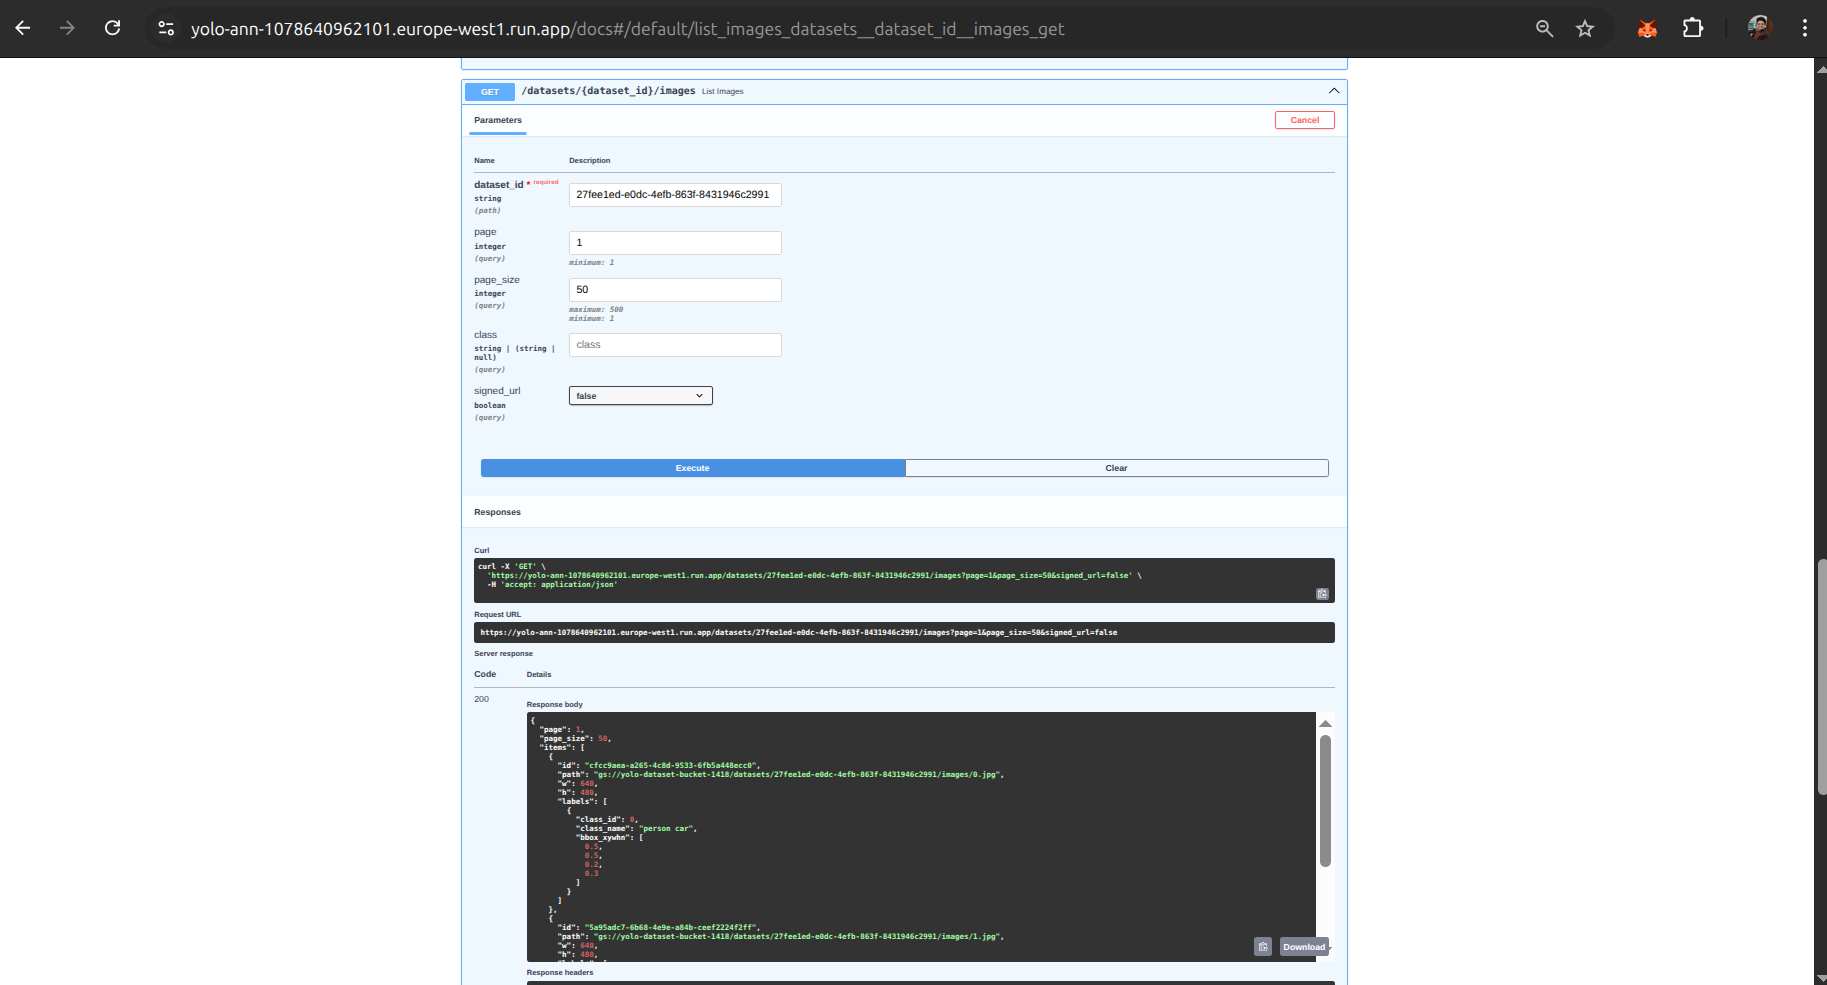 yolo-ann-1078640962101.europe-west1.run.app/docs#/default/list_images_datasets__dataset_id__images_get
GET /datasets/{dataset_id}/images List Images
Parameters
Cancel
Name Description
dataset_id * required
string
(path)
27fee1ed-e0dc-4efb-863f-8431946c2991
page
integer
(query)
1
minimum: 1
page_size
integer
(query)
50
maximum: 500
minimum: 1
class
string | (string |
null)
(query)
class
signed_url
boolean
(query)
false
Execute
Clear
Responses
Curl
curl -X 'GET' \
'https://yolo-ann-1078640962101.europe-west1.run.app/datasets/27fee1ed-e0dc-4efb-863f-8431946c2991/images?page=1&page_size=50&signed_url=false' \
-H 'accept: application/json'
Request URL
https://yolo-ann-1078640962101.europe-west1.run.app/datasets/27fee1ed-e0dc-4efb-863f-8431946c2991/images?page=1&page_size=50&signed_url=false
Server response
Code Details
200
Response body
{
"page": 1,
"page_size": 50,
"items": [
{
"id": "cfcc9aea-a265-4c8d-9533-6fb5a448ecc0",
"path": "gs://yolo-dataset-bucket-1418/datasets/27fee1ed-e0dc-4efb-863f-8431946c2991/images/0.jpg",
"w": 640,
"h": 480,
"labels": [
{
"class_id": 0,
"class_name": "person car",
"bbox_xywhn": [
0.5,
0.5,
0.2,
0.3
]
}
]
},
{
"id": "5a95adc7-6b68-4e9e-a84b-ceef2224f2ff",
"path": "gs://yolo-dataset-bucket-1418/datasets/27fee1ed-e0dc-4efb-863f-8431946c2991/images/1.jpg",
"w": 640,
"h": 480,
Download
Response headers